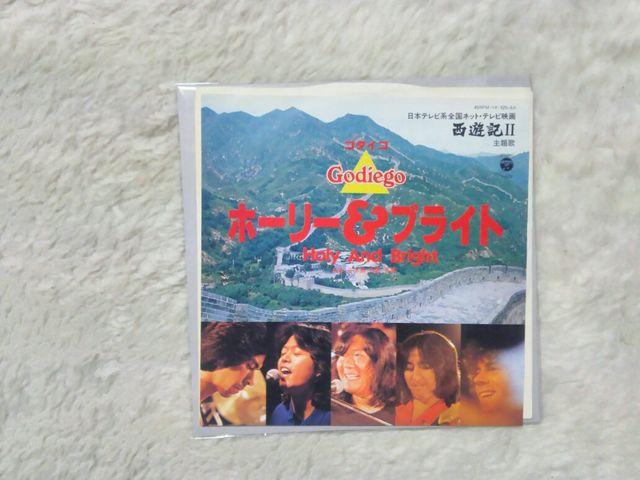 日本テレビ系全国ネット・テレビ映画
西遊記II
主題歌
ゴダイゴ
Godiego
ホーリー&ブライト
Holy And Bright